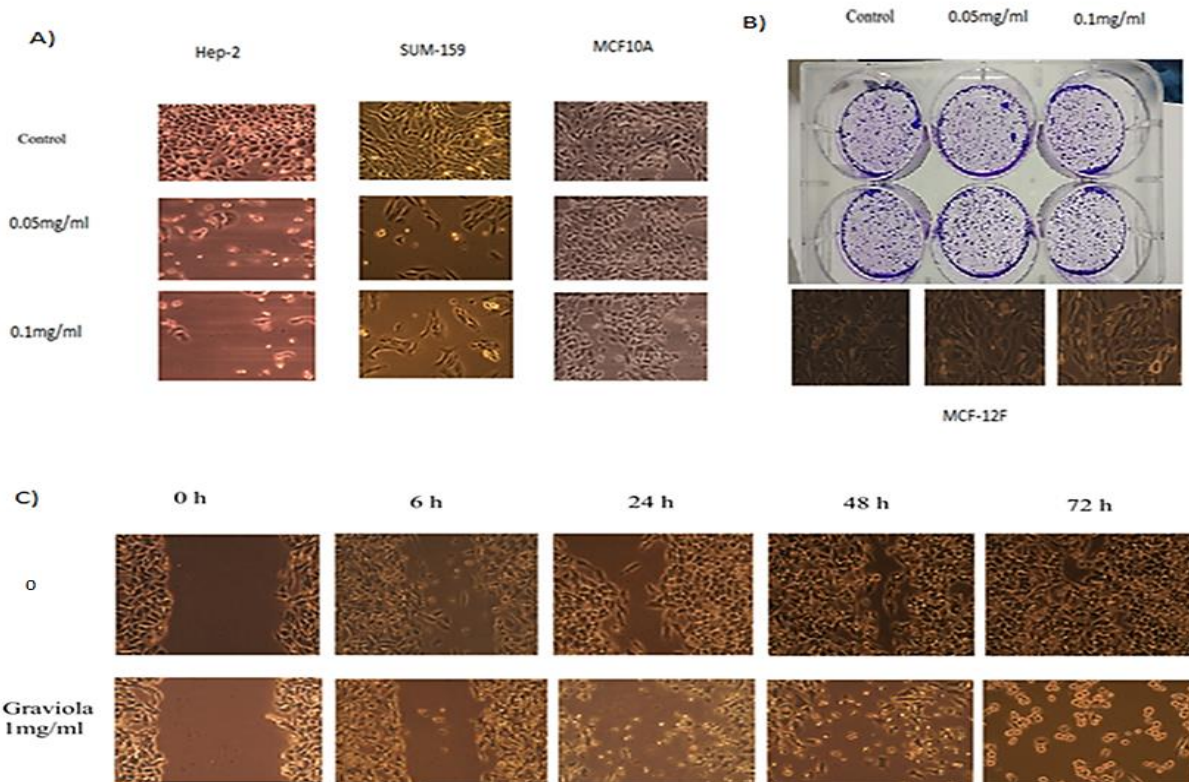 A)
Hep-2 SUM-159 MCF10A
Control
0.05mg/ml
0.1mg/ml
B)
Control 0.05mg/ml 0.1mg/ml
MCF-12F
C)
0 h 6 h 24 h 48 h 72 h
0
Graviola
1mg/ml